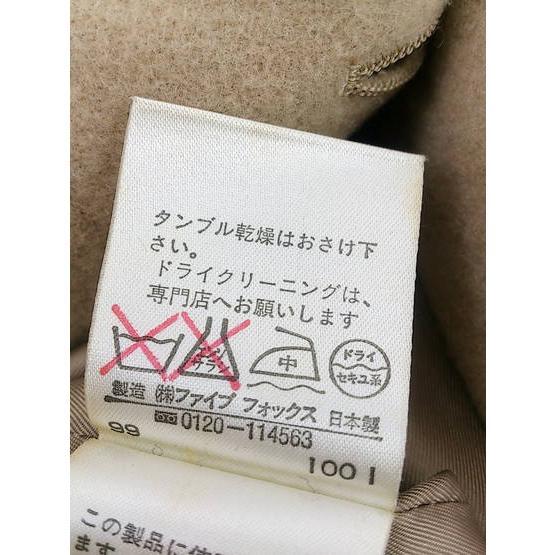 タンブル乾燥はおさけ下
さい。
ドライクリーニングは、
専門店へお願いします
中 ドライ
セキユ系
製造 (株)ファイブ フォックス 日本製
0120-114563
99 1001
この製品に使
ます